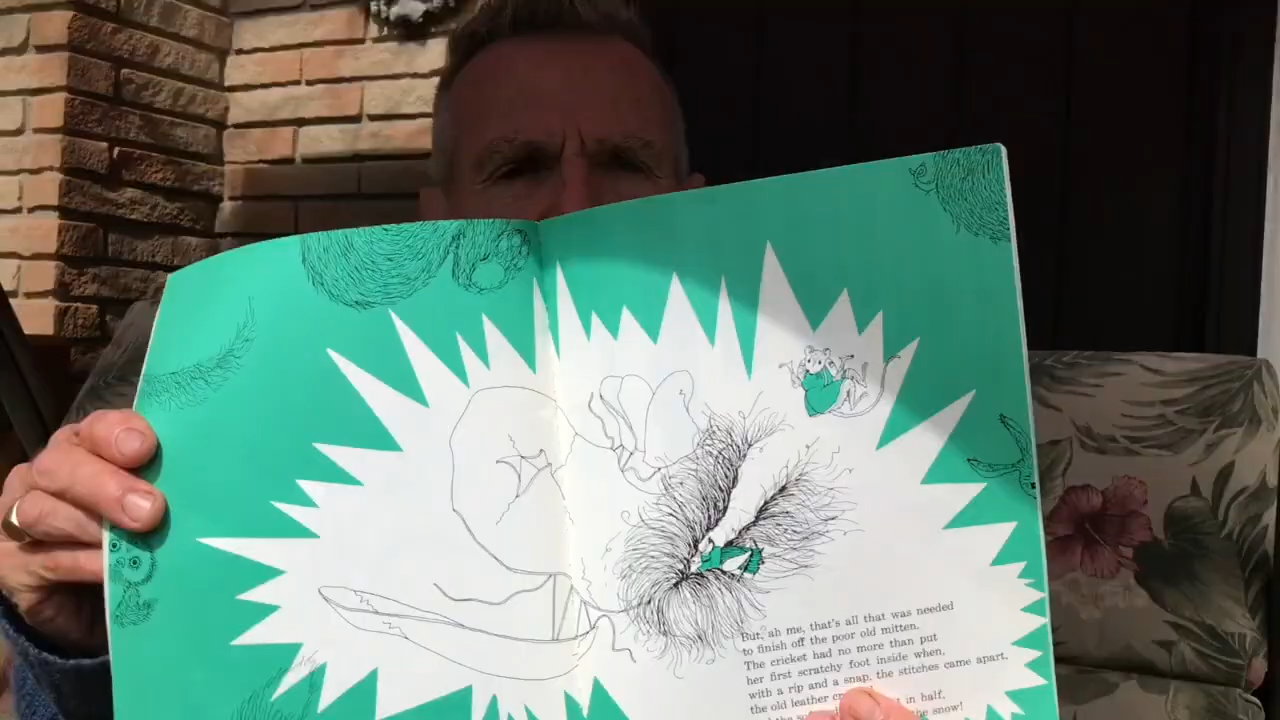 But, ah me, that's all that was needed
to finish off the poor old mitten.
The cricket had no more than put
her first scratchy foot inside when,
with a rip and a snap, the stitches came apart,
the old leather in half,
the snow!